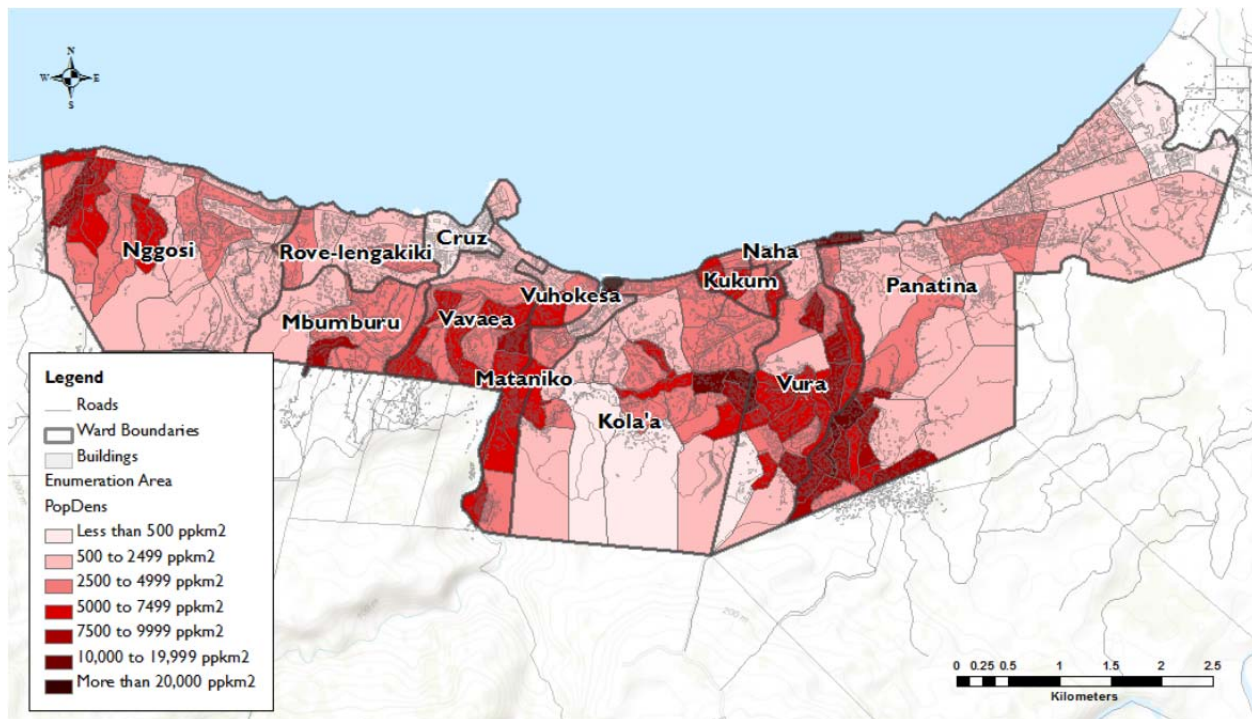 N
W E
S
Cruz
Naha
Nggosi
Rove-lengakiki
Kukum
Panatina
Vuhokesa
Mbumburu
Vavaea
Mataniko
Vura
Kola'a
Legend
Roads
Ward Boundaries
Buildings
Enumeration Area
PopDens
Less than 500 ppkm2
500 to 2499 ppkm2
2500 to 4999 ppkm2
5000 to 7499 ppkm2
7500 to 9999 ppkm2
10,000 to 19,999 ppkm2
More than 20,000 ppkm2
200 m
0 0.25 0.5 1 1.5 2 2.5
Kilometers